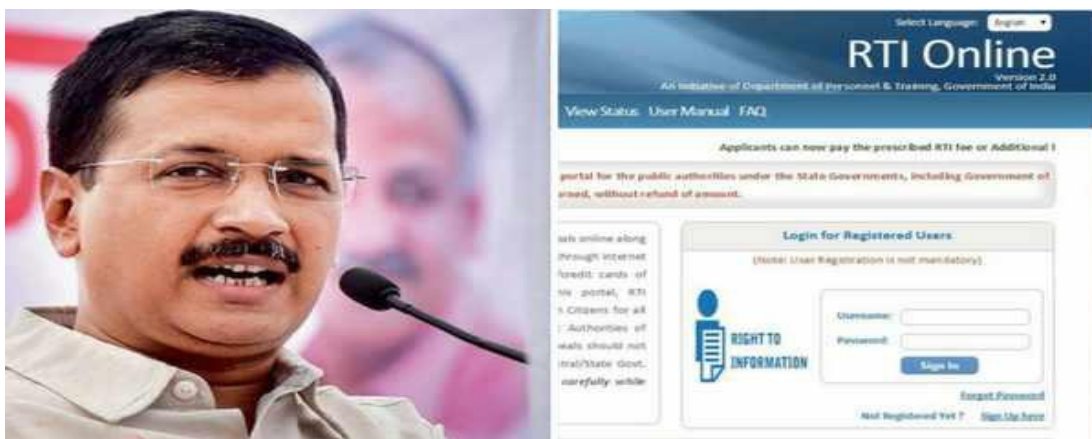 Select Language: English
RTI Online
Version 2.0
An Initiative of Department of Personnel & Training, Government of India
View Status User Manual FAQ
Applicants can now pay the prescribed RTI fee or Additional
portal for the public authorities under the State Governments, including Government of
without refund of amount.
online along
through internet
credit cards of
portal, RTI
Citizens for all
Authorities of
should not
State Govt.
carefully while
Login for Registered Users
(Note: User Registration is not mandatory)
RIGHT TO
INFORMATION
Username:
Password:
Sign In
Forgot Password
Not Registered Yet ? Sign Up here